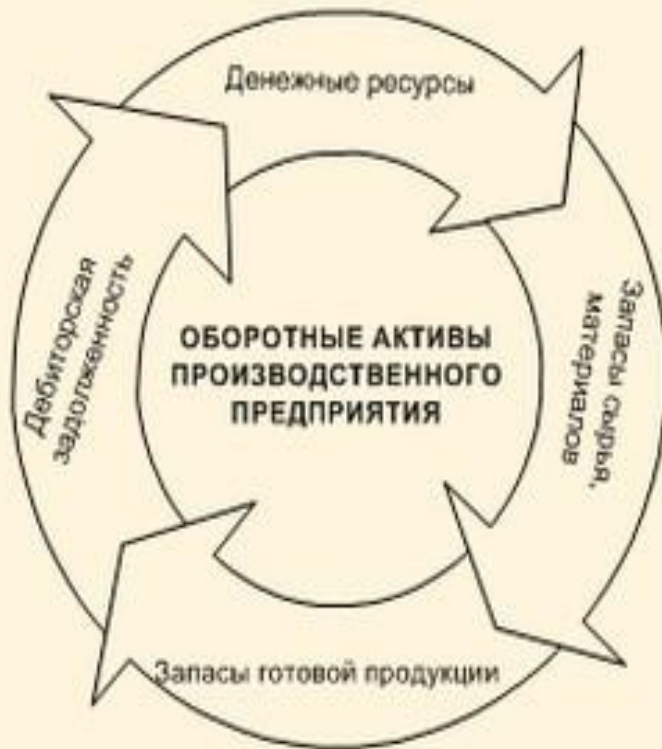 Денежные ресурсы
Запасы сырья,
материалов
Запасы готовой продукции
Дебиторская
задолженность
ОБОРОТНЫЕ АКТИВЫ
ПРОИЗВОДСТВЕННОГО
ПРЕДПРИЯТИЯ